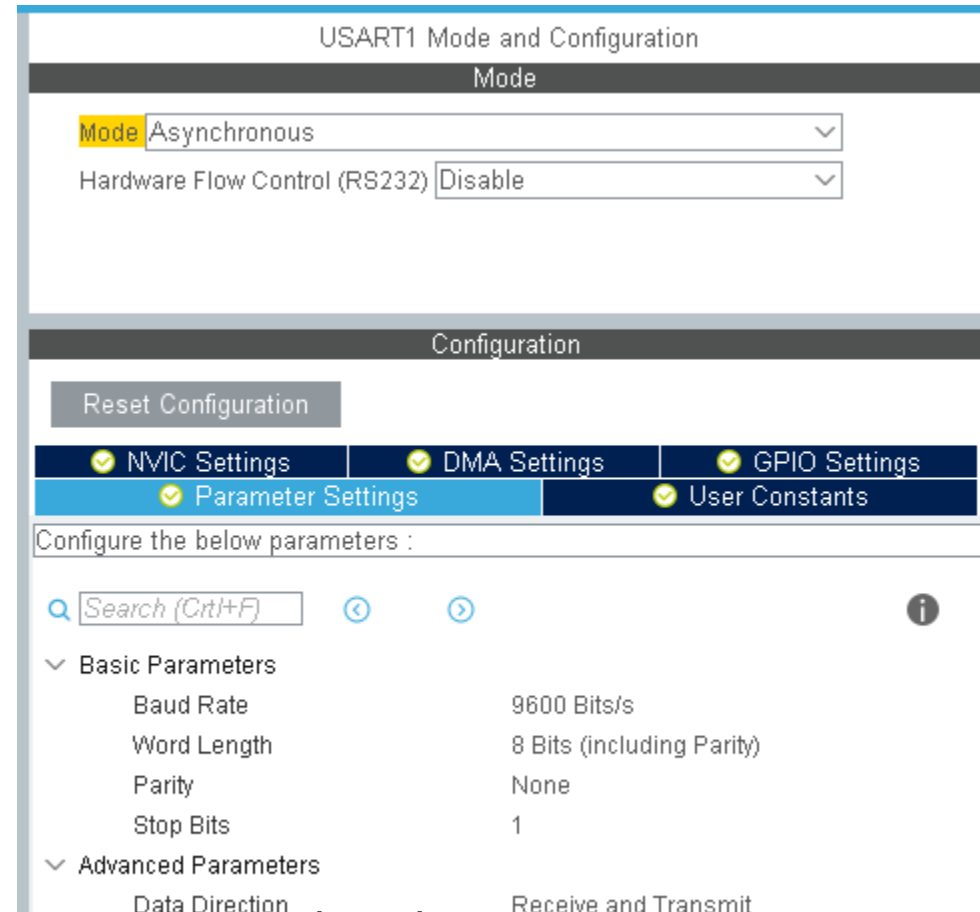 USART1 Mode and Configuration
Mode
Mode Asynchronous
Hardware Flow Control (RS232) Disable
Configuration
Reset Configuration
NVIC Settings DMA Settings GPIO Settings
Parameter Settings User Constants
Configure the below parameters :
Search (Crtl+F)
Basic Parameters
Baud Rate 9600 Bits/s
Word Length 8 Bits (including Parity)
Parity None
Stop Bits 1
Advanced Parameters
Data Direction Receive and Transmit